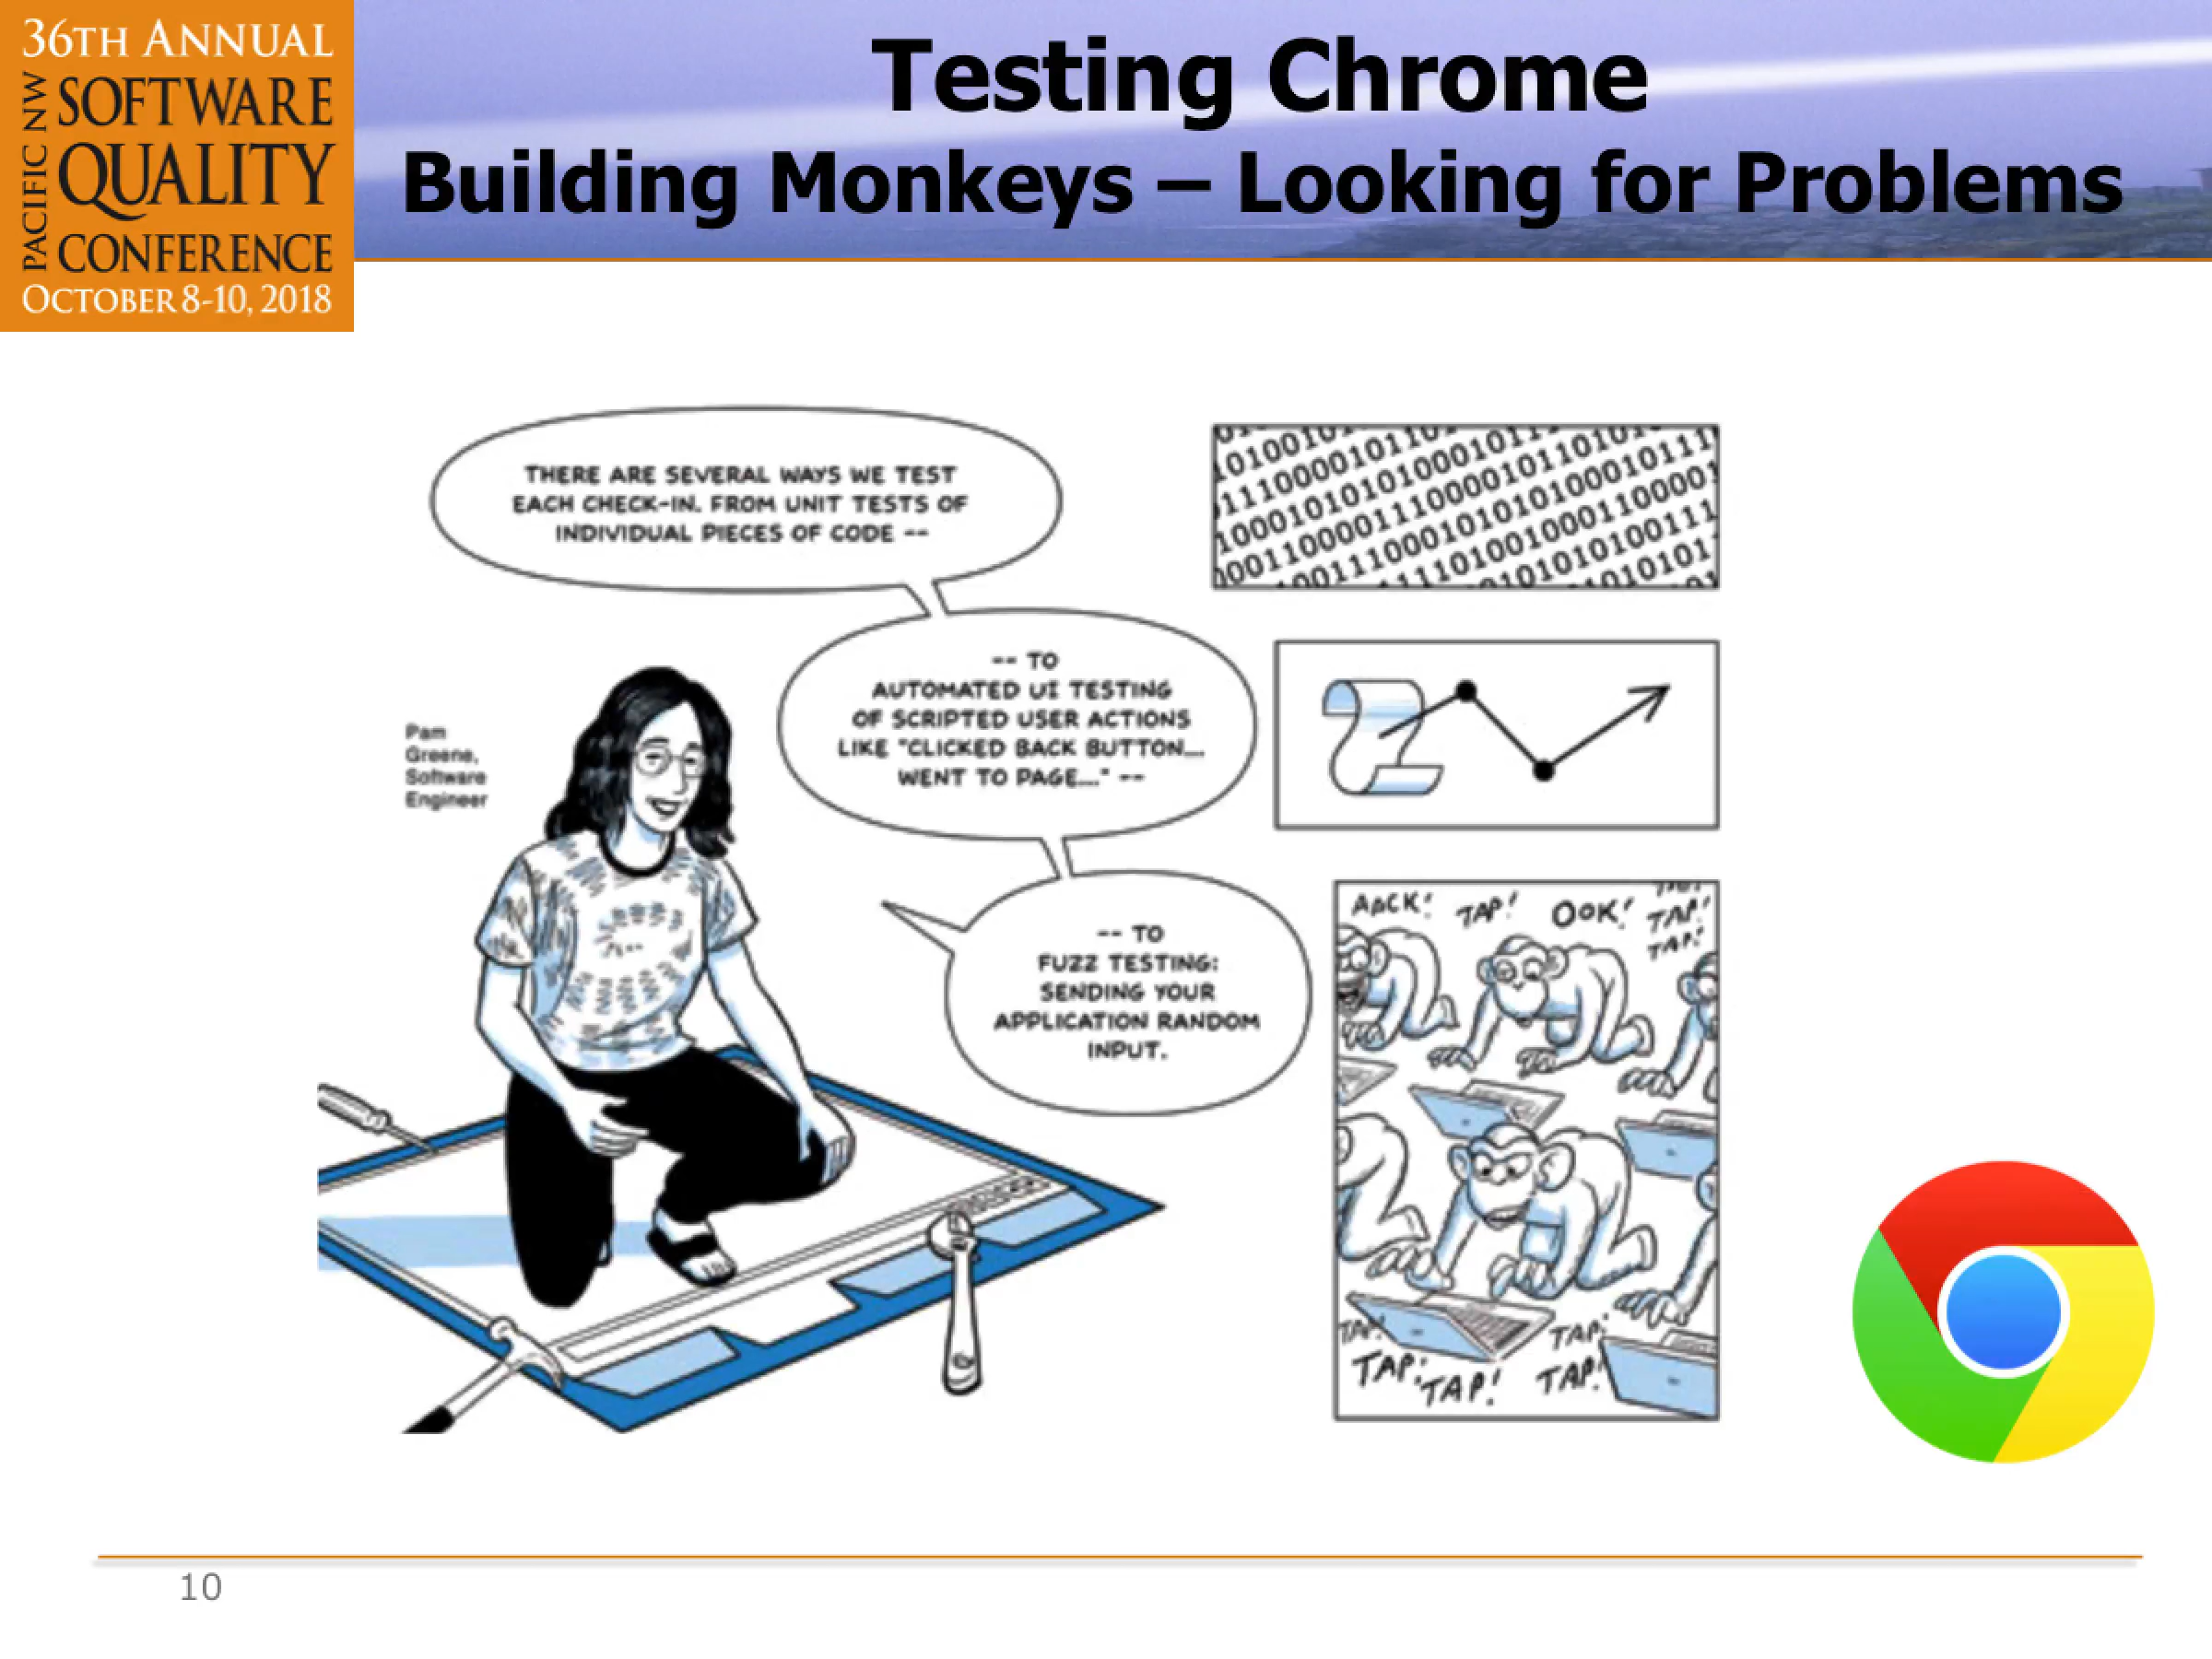 36TH ANNUAL
PACIFIC NW
SOFTWARE
QUALITY
CONFERENCE
OCTOBER 8-10, 2018
Testing Chrome
Building Monkeys – Looking for Problems
THERE ARE SEVERAL WAYS WE TEST
EACH CHECK-IN. FROM UNIT TESTS OF
INDIVIDUAL PIECES OF CODE --
-- TO
AUTOMATED UI TESTING
OF SCRIPTED USER ACTIONS
LIKE "CLICKED BACK BUTTON...
WENT TO PAGE..." --
Pam
Greene,
Software
Engineer
-- TO
FUZZ TESTING:
SENDING YOUR
APPLICATION RANDOM
INPUT.
AACK! TAP! OOK! TAP!
TAP!
TAP!
TAP! TAP!
TAP! TAP! TAP!
10